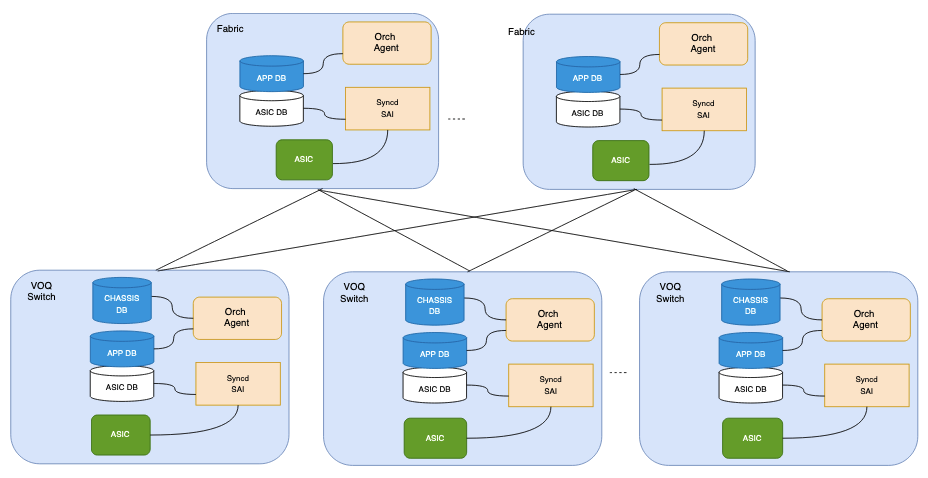 Fabric
Orch
Agent
APP DB
ASIC DB
Syncd
SAI
ASIC
Fabric
Orch
Agent
APP DB
ASIC DB
Syncd
SAI
ASIC
VOQ
Switch
CHASSIS
DB
Orch
Agent
APP DB
ASIC DB
Syncd
SAI
ASIC
VOQ
Switch
CHASSIS
DB
Orch
Agent
APP DB
ASIC DB
Syncd
SAI
ASIC
VOQ
Switch
CHASSIS
DB
Orch
Agent
APP DB
ASIC DB
Syncd
SAI
ASIC